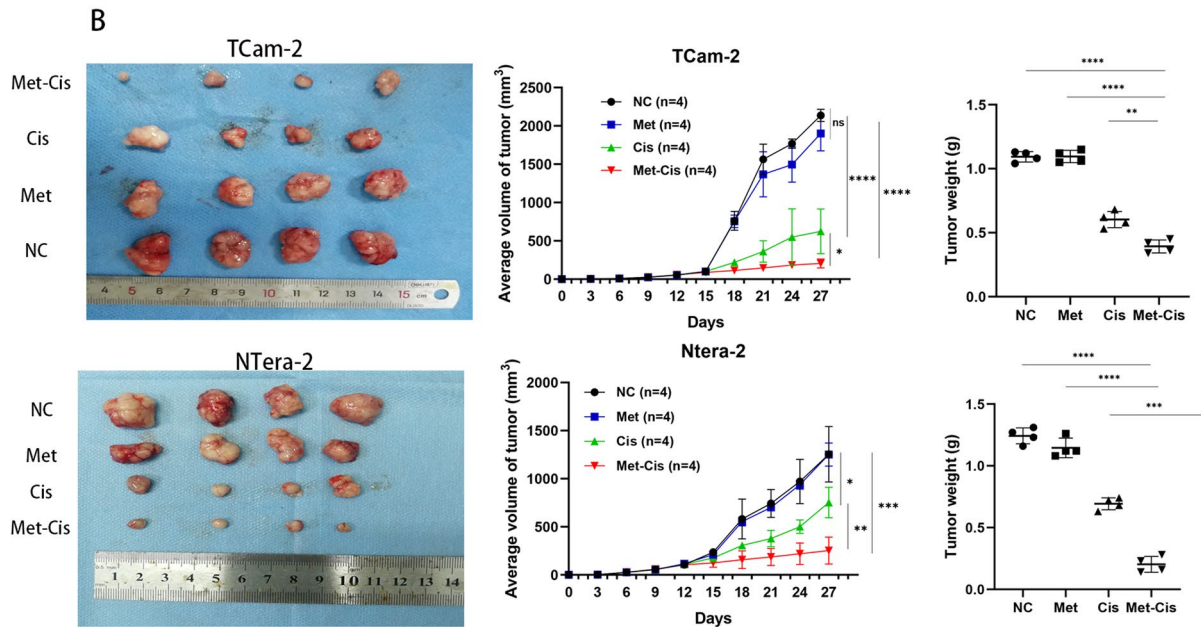 B
TCam-2
Met-Cis
Cis
Met
NC
4 5 6 7 8 9 10 11 12 13 14 15 cm
TCam-2
Average volume of tumor (mm³)
2500
2000
1500
1000
500
0
NC (n=4)
Met (n=4)
Cis (n=4)
Met-Cis (n=4)
ns
****
****
*
0 3 6 9 12 15 18 21 24 27
Days
****
****
**
Tumor weight (g)
1.5
1.0
0.5
0.0
NC Met Cis Met-Cis
NTera-2
NC
Met
Cis
Met-Cis
1 2 3 4 5 6 7 8 9 10 11 12 13 14
Ntera-2
Average volume of tumor (mm³)
2000
1500
1000
500
0
NC (n=4)
Met (n=4)
Cis (n=4)
Met-Cis (n=4)
*
**
***
0 3 6 9 12 15 18 21 24 27
Days
****
****
***
Tumor weight (g)
1.5
1.0
0.5
0.0
NC Met Cis Met-Cis